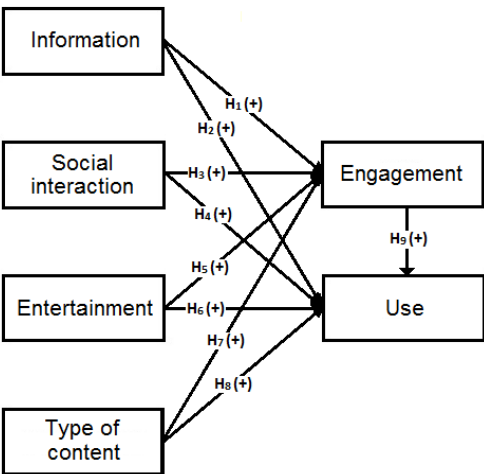 Information
H1 (+)
H2 (+)
Social
interaction
H3 (+)
Engagement
H4 (+)
H9 (+)
H5 (+)
Entertainment
H6 (+)
Use
H7 (+)
H8 (+)
Type of
content